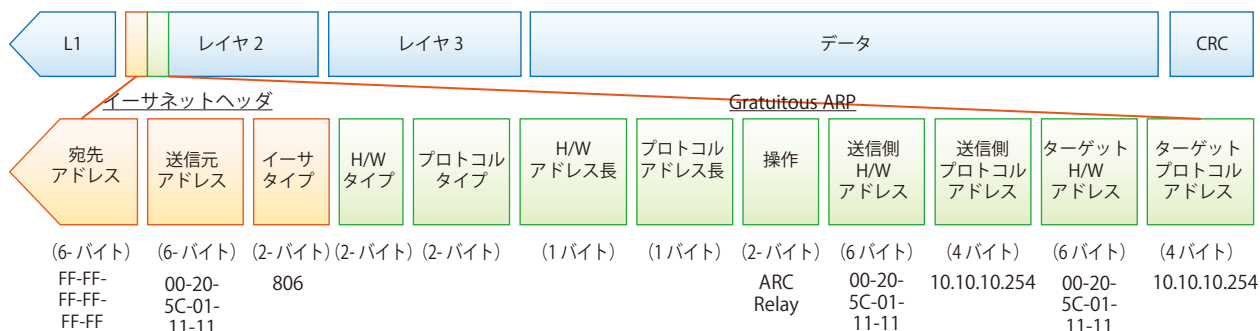 L1
レイヤ 2
レイヤ 3
データ
CRC
イーサネットヘッダ
Gratuitous ARP
宛先
アドレス
送信元
アドレス
イーサ
タイプ
H/W
タイプ
プロトコル
タイプ
H/W
アドレス長
プロトコル
アドレス長
操作
送信側
H/W
アドレス
送信側
プロトコル
アドレス
ターゲット
H/W
アドレス
ターゲット
プロトコル
アドレス
(6- バイト)
(6- バイト)
(2- バイト)
(2- バイト)
(2- バイト)
(1 バイト)
(1 バイト)
(2- バイト)
(6 バイト)
(4 バイト)
(6 バイト)
(4 バイト)
FF-FF-
FF-FF-
FF-FF
00-20-
5C-01-
11-11
806
ARC
Relay
00-20-
5C-01-
11-11
10.10.10.254
00-20-
5C-01-
11-11
10.10.10.254